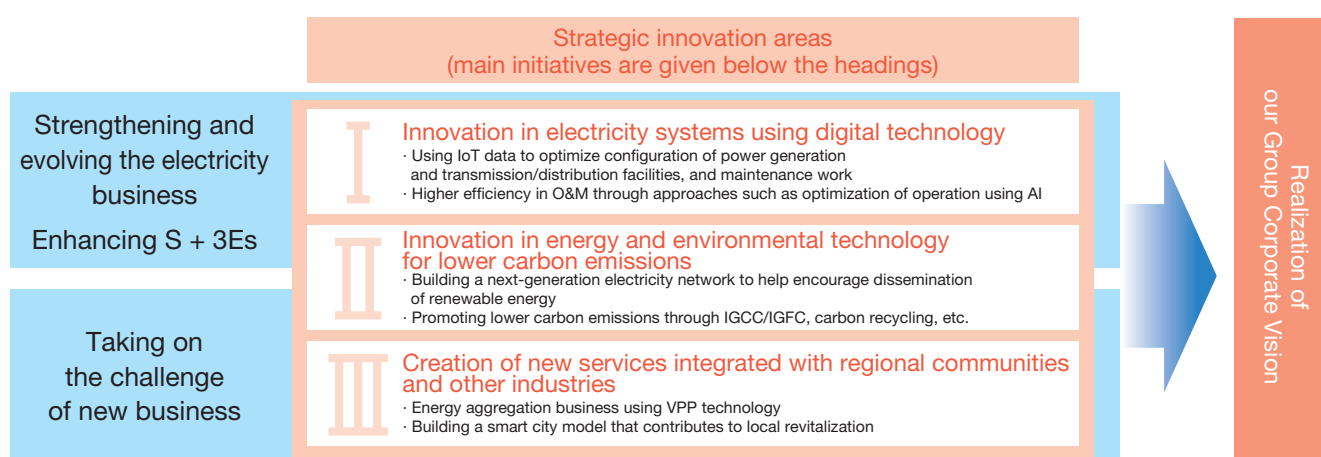 Strategic innovation areas
(main initiatives are given below the headings)
Strengthening and
evolving the electricity
business
Enhancing S + 3Es
Taking on
the challenge
of new business
I
Innovation in electricity systems using digital technology
· Using IoT data to optimize configuration of power generation
and transmission/distribution facilities, and maintenance work
· Higher efficiency in O&M through approaches such as optimization of operation using AI
II
Innovation in energy and environmental technology
for lower carbon emissions
· Building a next-generation electricity network to help encourage dissemination
of renewable energy
· Promoting lower carbon emissions through IGCC/IGFC, carbon recycling, etc.
III
Creation of new services integrated with regional communities
and other industries
· Energy aggregation business using VPP technology
· Building a smart city model that contributes to local revitalization
Realization of
our Group Corporate Vision